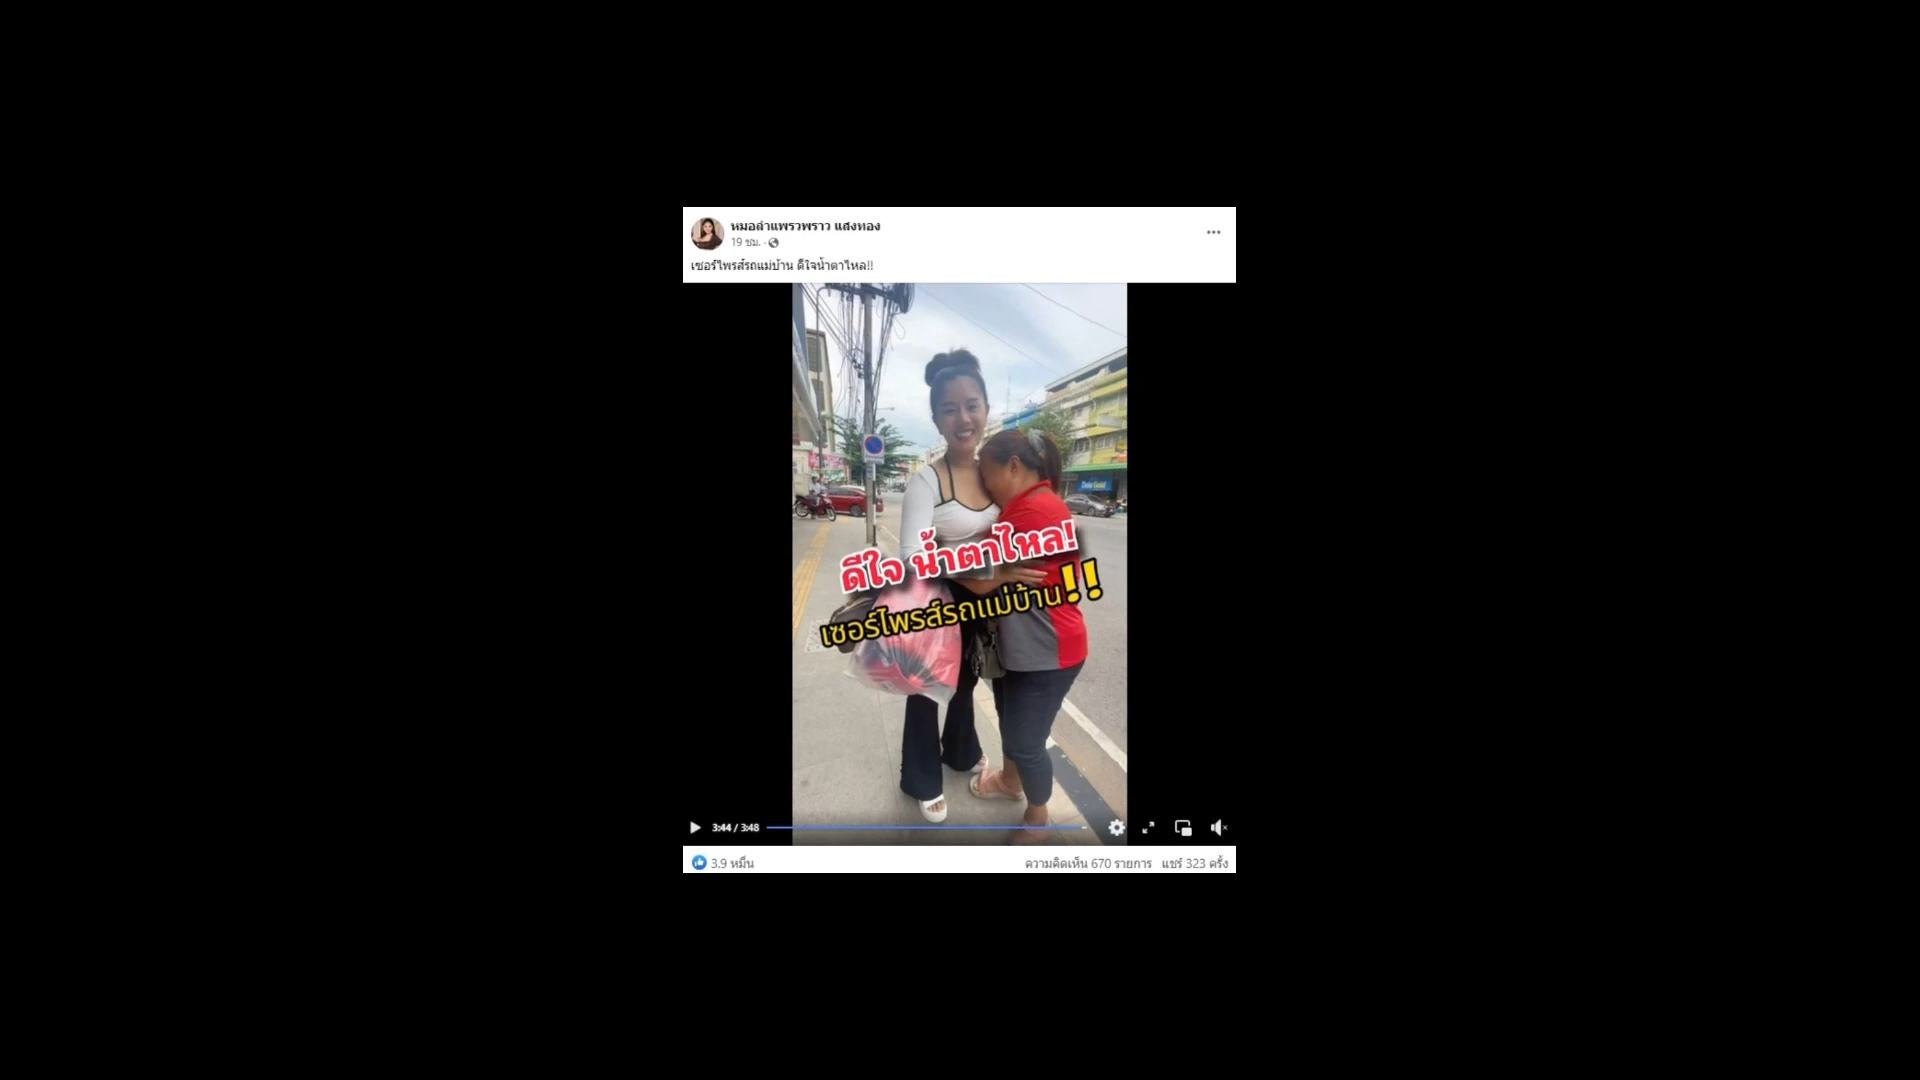 หมอลำแพรวพราว แสงทอง
19 ชม. ·
เซอร์ไพรส์รถแม่บ้าน ดีใจน้ำตาไหล!!
Gold
ดีใจ น้ำตาไหล!
เซอร์ไพรส์รถแม่บ้าน!!
3:44 / 3:48
3.9 หมื่น
ความคิดเห็น 670 รายการ แชร์ 323 ครั้ง